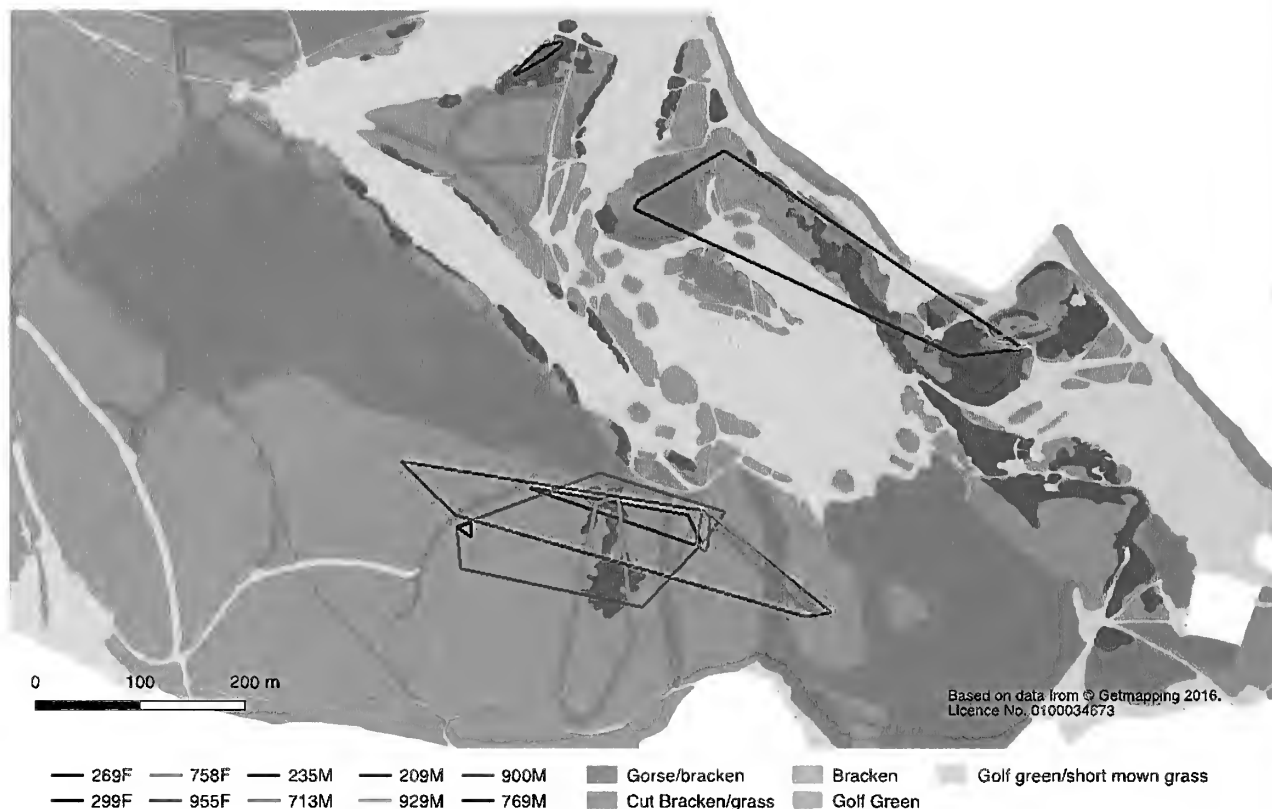 0 100 200 m
Based on data from © Getmapping 2016.
Licence No. 0100034673
269F 758F 235M 209M 900M Gorse/bracken Bracken Golf green/short mown grass
299F 955F 713M 929M 769M Cut Bracken/grass Golf Green